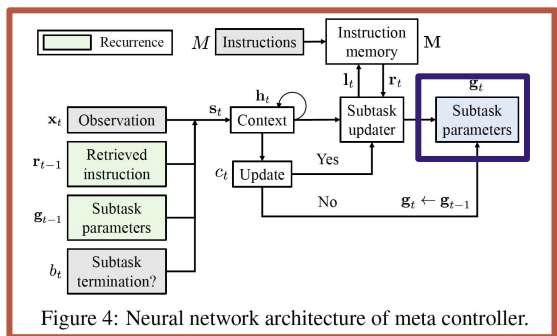 Recurrence
M Instructions
Instruction
memory
M
l_t
r_t
g_t
h_t
s_t
x_t Observation
Context
Subtask
updater
Subtask
parameters
r_{t-1} Retrieved
instruction
c_t Update
Yes
No
g_t ← g_{t-1}
g_{t-1} Subtask
parameters
b_t Subtask
termination?
Figure 4: Neural network architecture of meta controller.